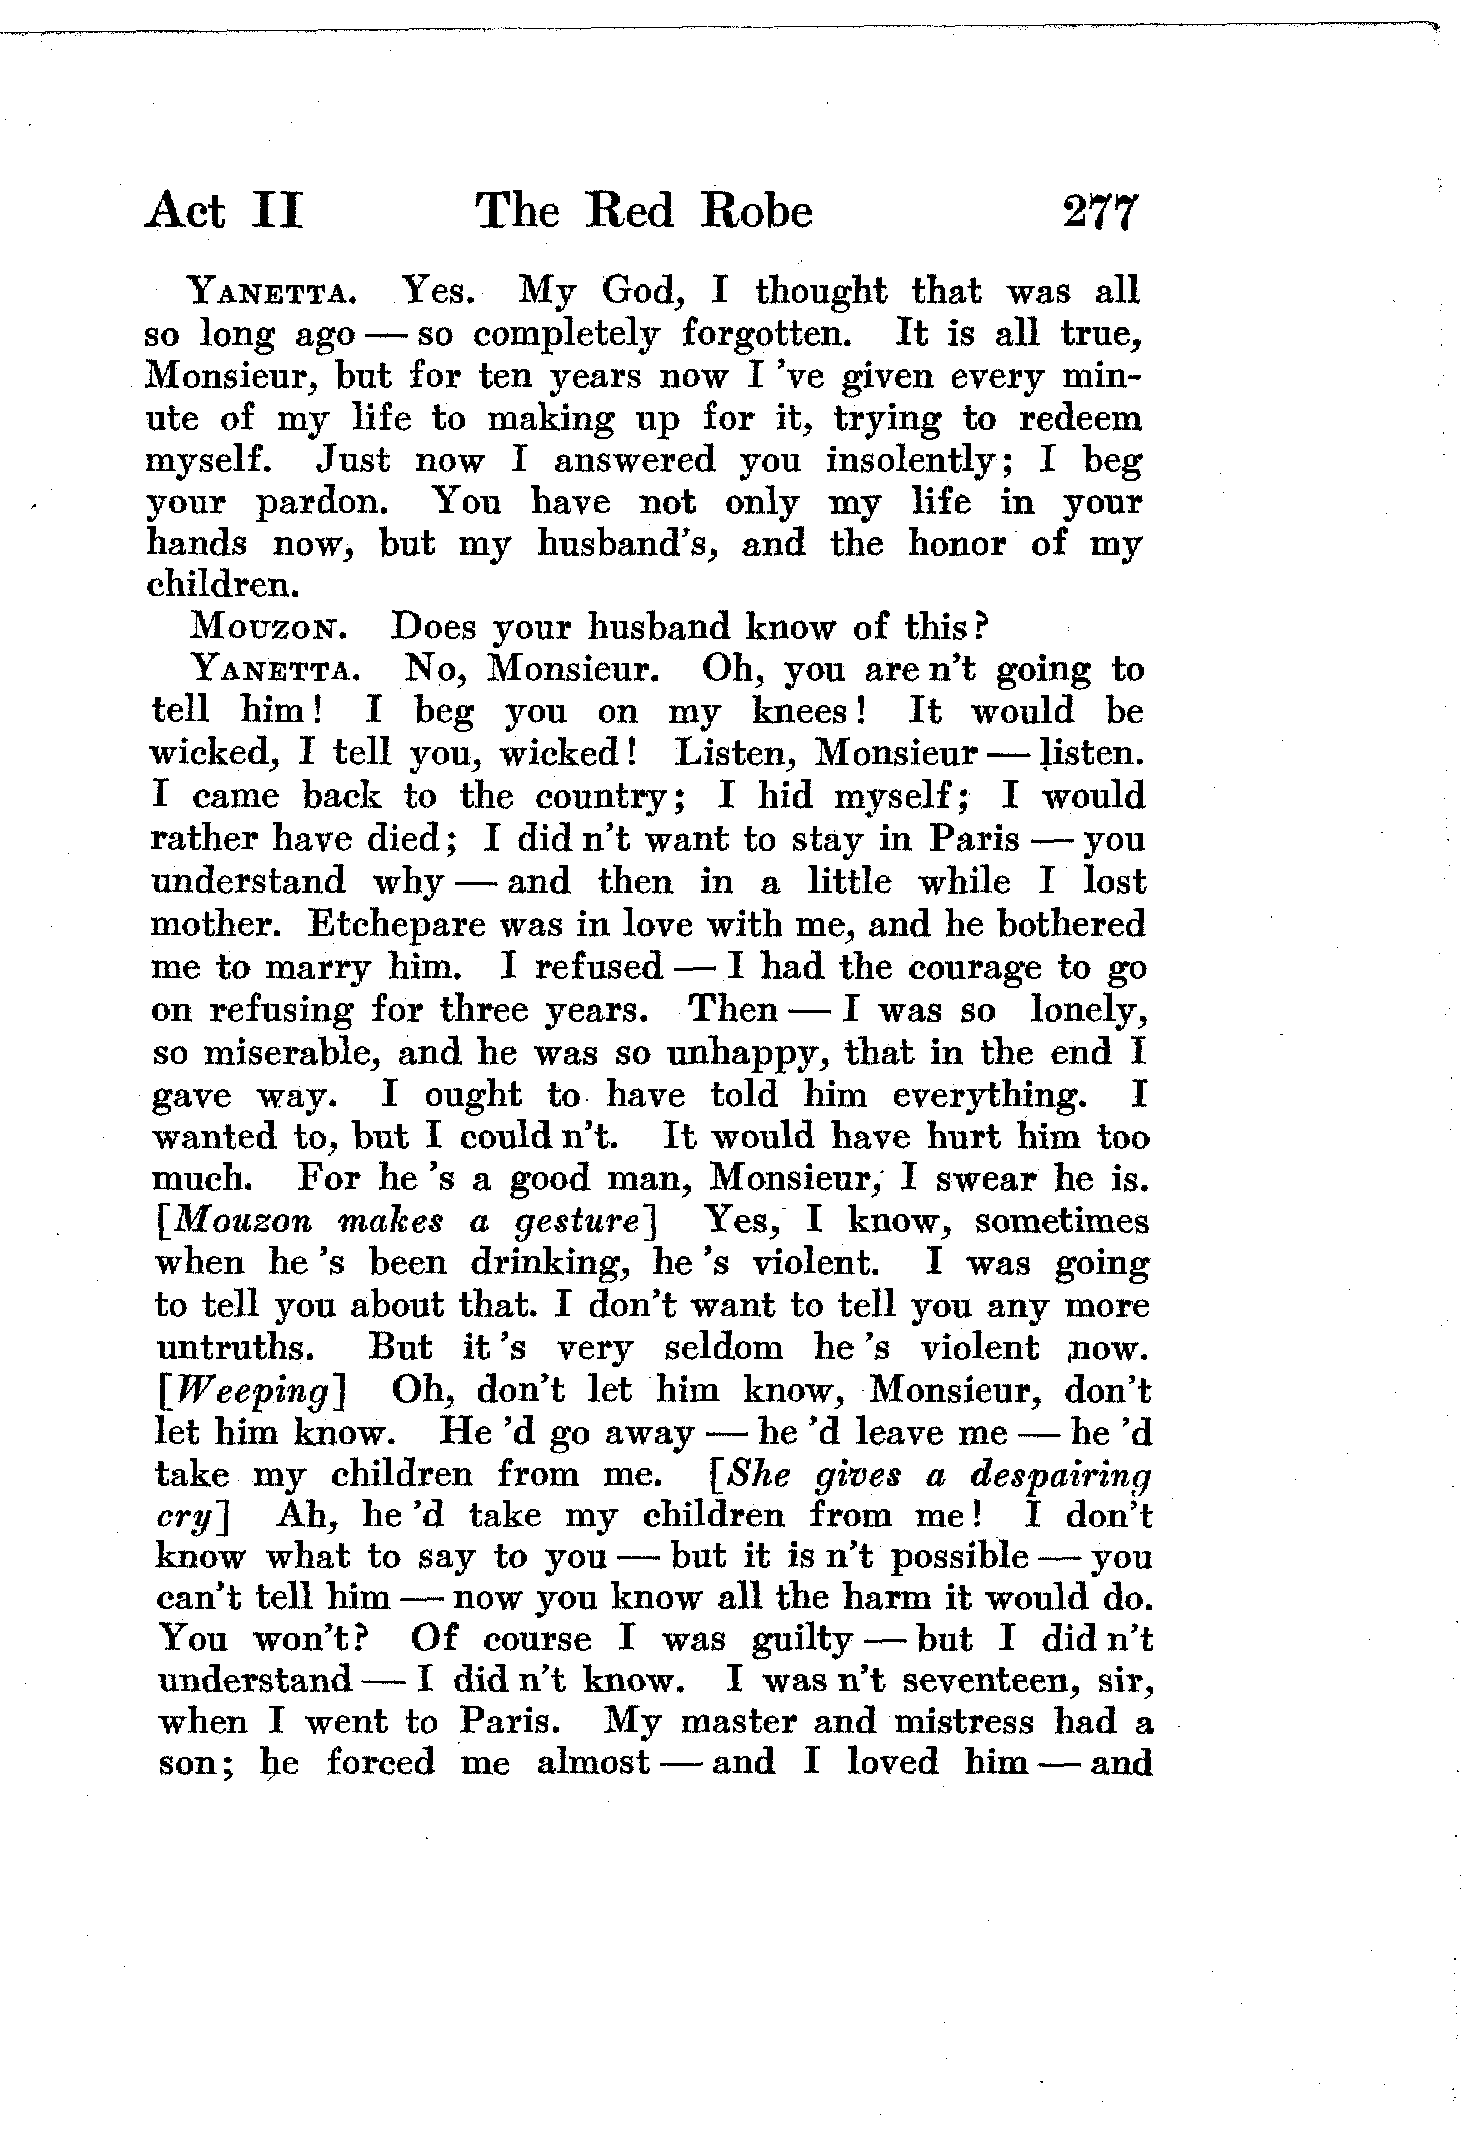 Act II The Red Robe 277
YANETTA. Yes. My God, I thought that was all
so long ago — so completely forgotten. It is all true,
Monsieur, but for ten years now I 've given every min-
ute of my life to making up for it, trying to redeem
myself. Just now I answered you insolently; I beg
your pardon. You have not only my life in your
hands now, but my husband's, and the honor of my
children.
MOUZON. Does your husband know of this?
YANETTA. No, Monsieur. Oh, you are n't going to
tell him! I beg you on my knees! It would be
wicked, I tell you, wicked! Listen, Monsieur — listen.
I came back to the country; I hid myself; I would
rather have died; I did n't want to stay in Paris — you
understand why — and then in a little while I lost
mother. Etchepare was in love with me, and he bothered
me to marry him. I refused — I had the courage to go
on refusing for three years. Then — I was so lonely,
so miserable, and he was so unhappy, that in the end I
gave way. I ought to have told him everything. I
wanted to, but I could n't. It would have hurt him too
much. For he 's a good man, Monsieur, I swear he is.
[Mouzon makes a gesture] Yes, I know, sometimes
when he 's been drinking, he 's violent. I was going
to tell you about that. I don't want to tell you any more
untruths. But it 's very seldom he 's violent now.
[Weeping] Oh, don't let him know, Monsieur, don't
let him know. He 'd go away — he 'd leave me — he 'd
take my children from me. [She gives a despairing
cry] Ah, he 'd take my children from me! I don't
know what to say to you — but it is n't possible — you
can't tell him — now you know all the harm it would do.
You won't? Of course I was guilty — but I did n't
understand — I did n't know. I was n't seventeen, sir,
when I went to Paris. My master and mistress had a
son; he forced me almost — and I loved him — and